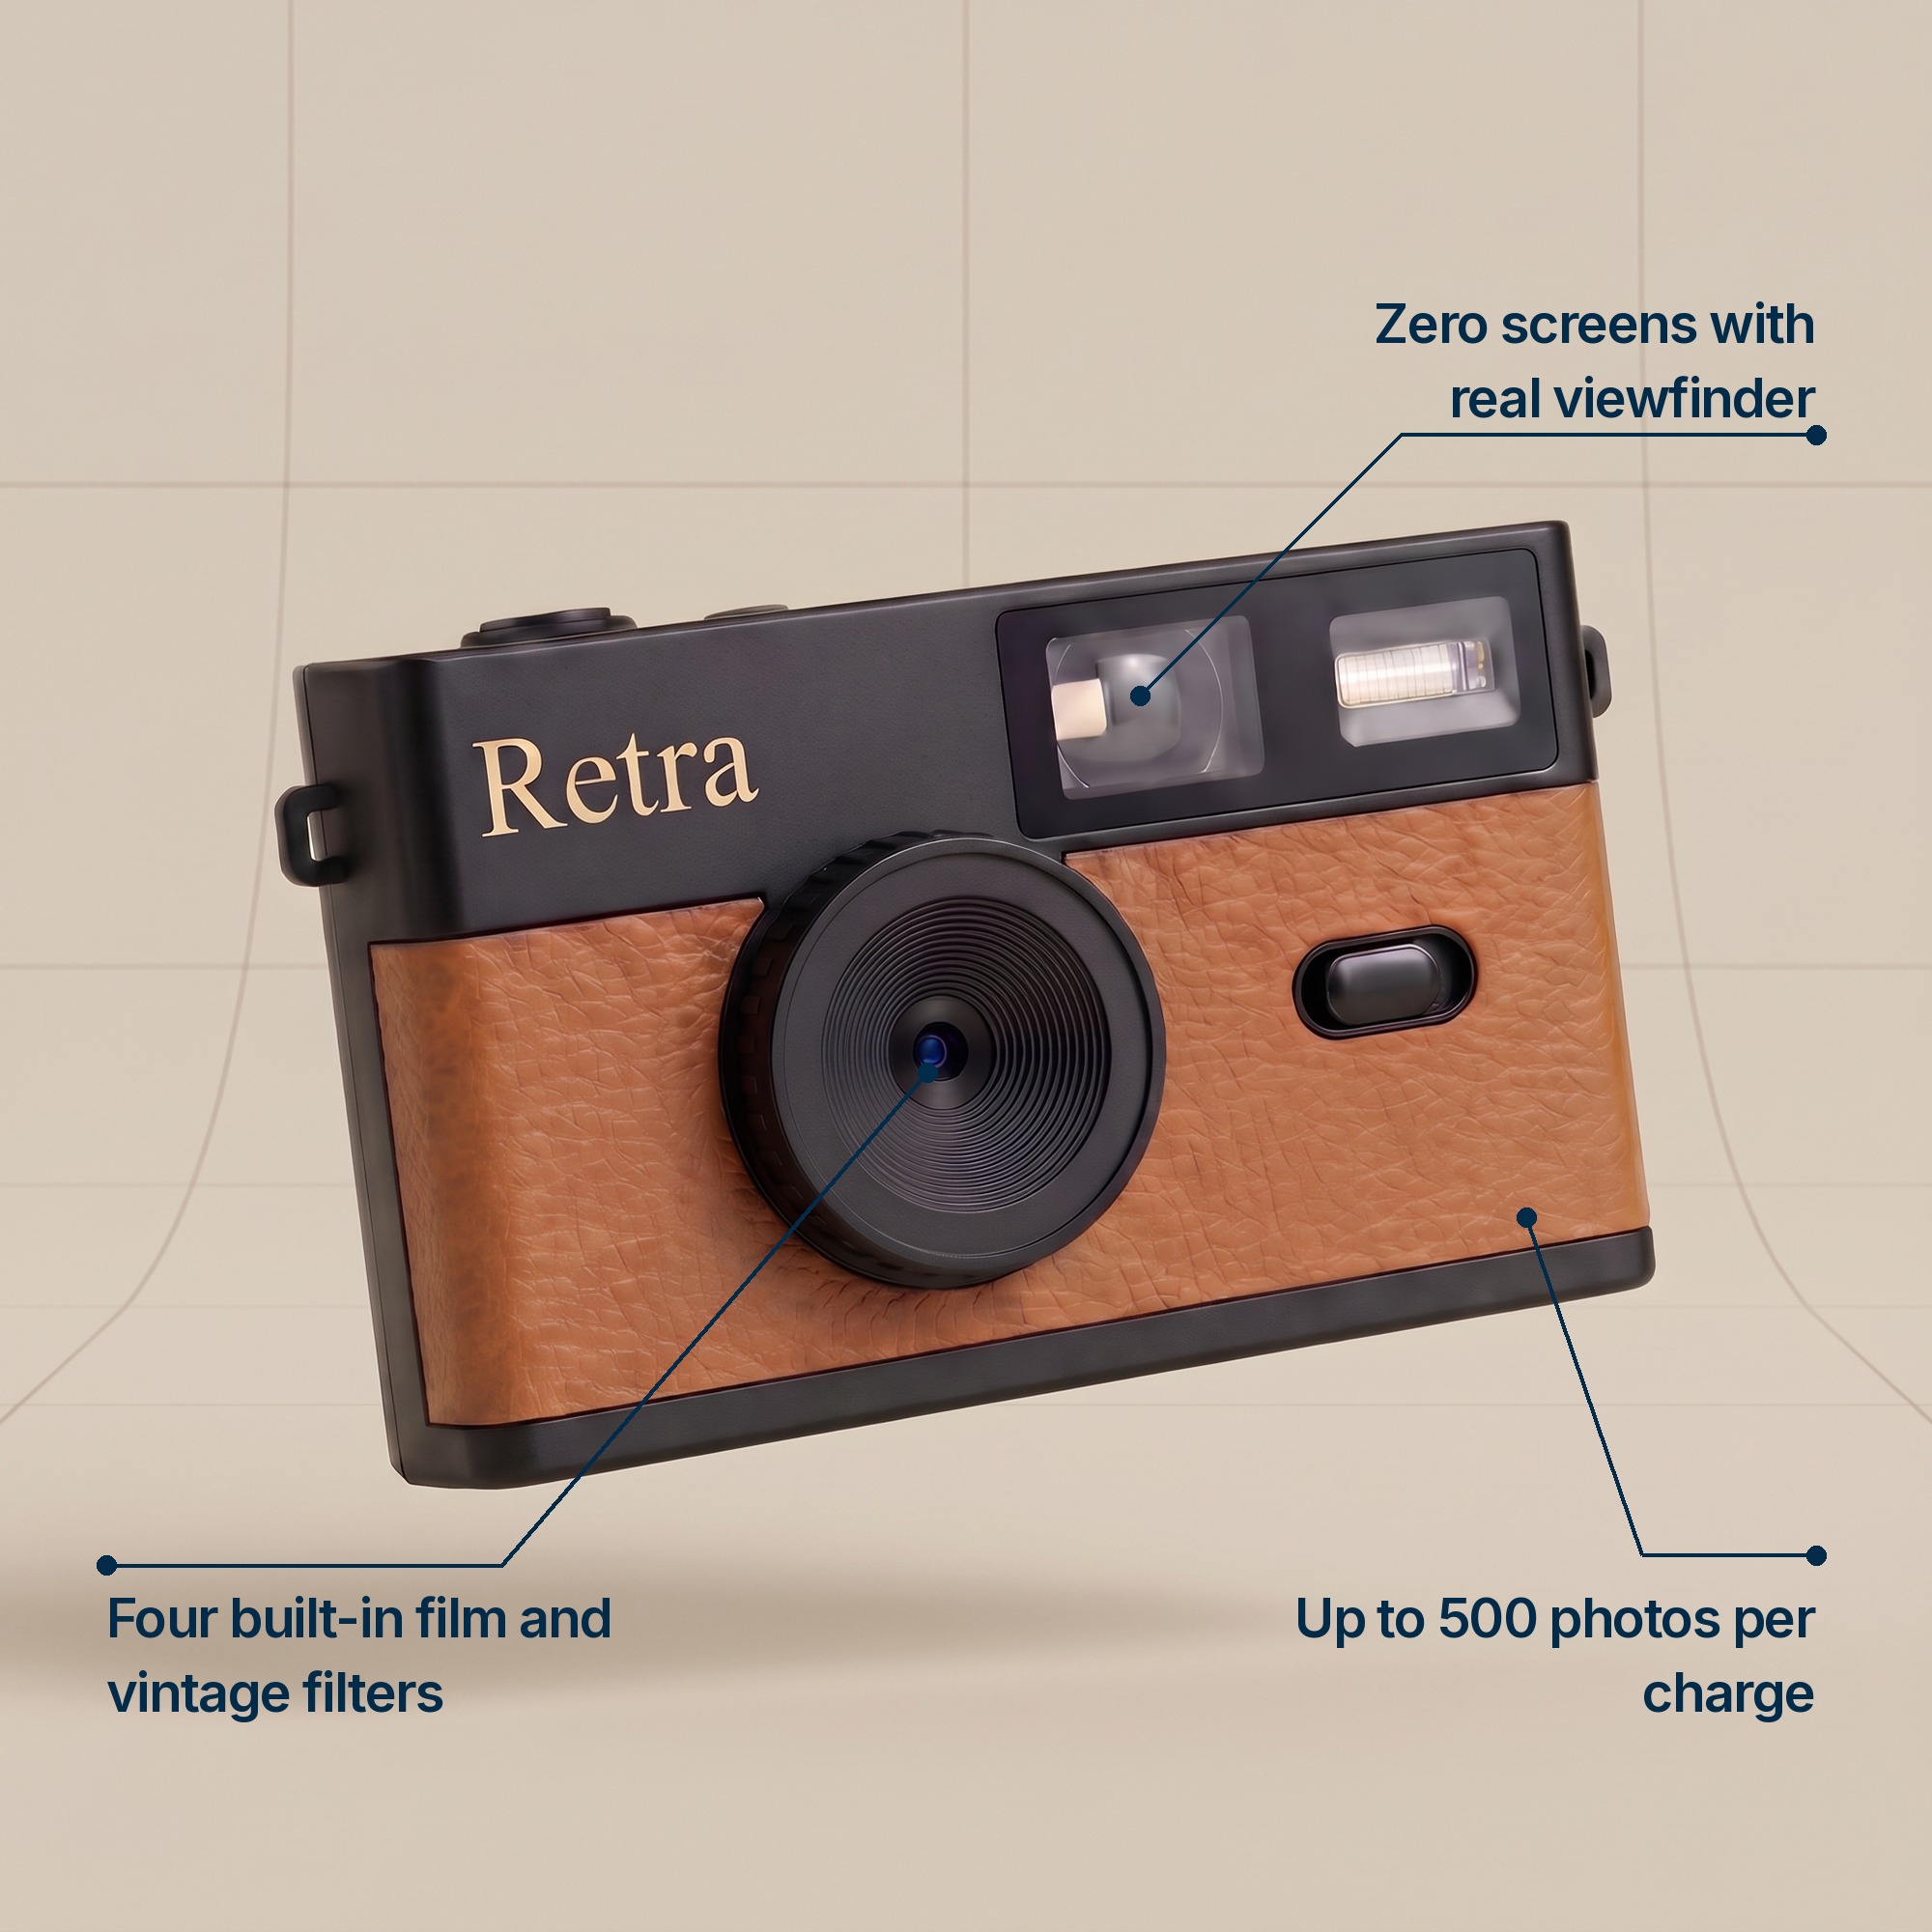 Zero screens with
real viewfinder
Retra
Four built-in film and
vintage filters
Up to 500 photos per
charge